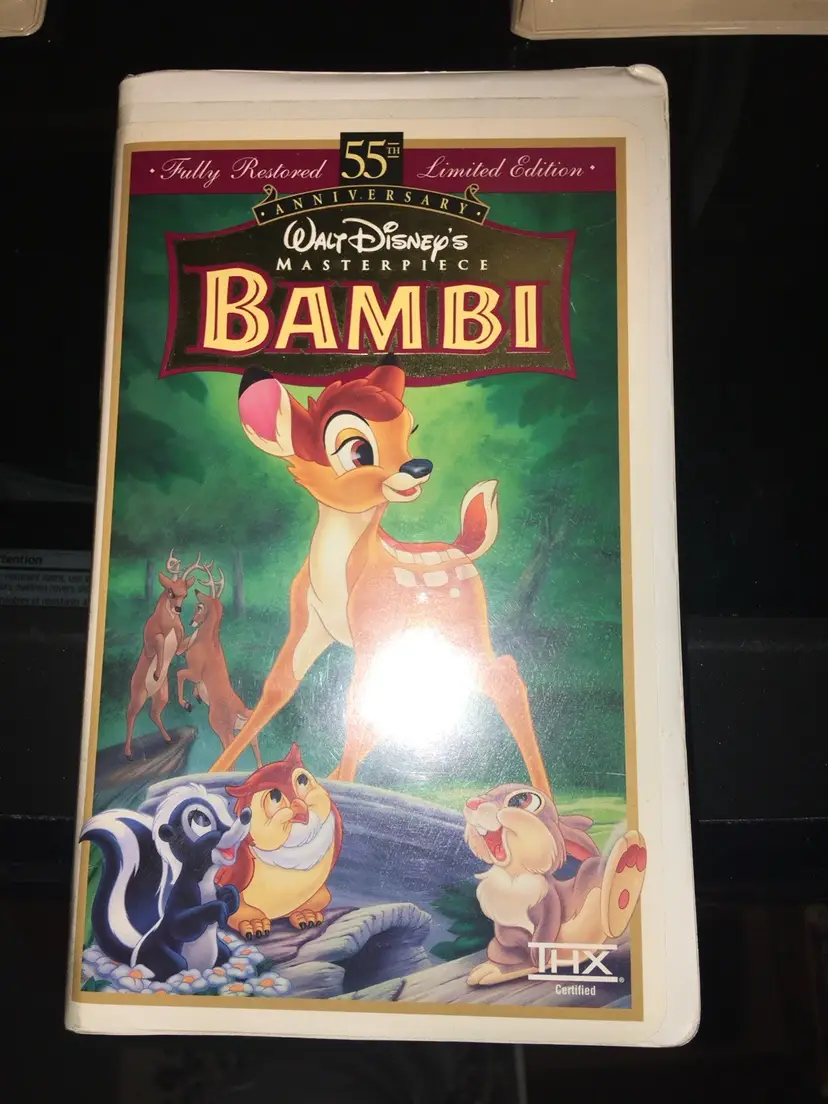 · Fully Restored 55TH Limited Edition ·
· ANNIVERSARY ·
WALT DISNEY'S
MASTERPIECE
BAMBI
THX®
Certified